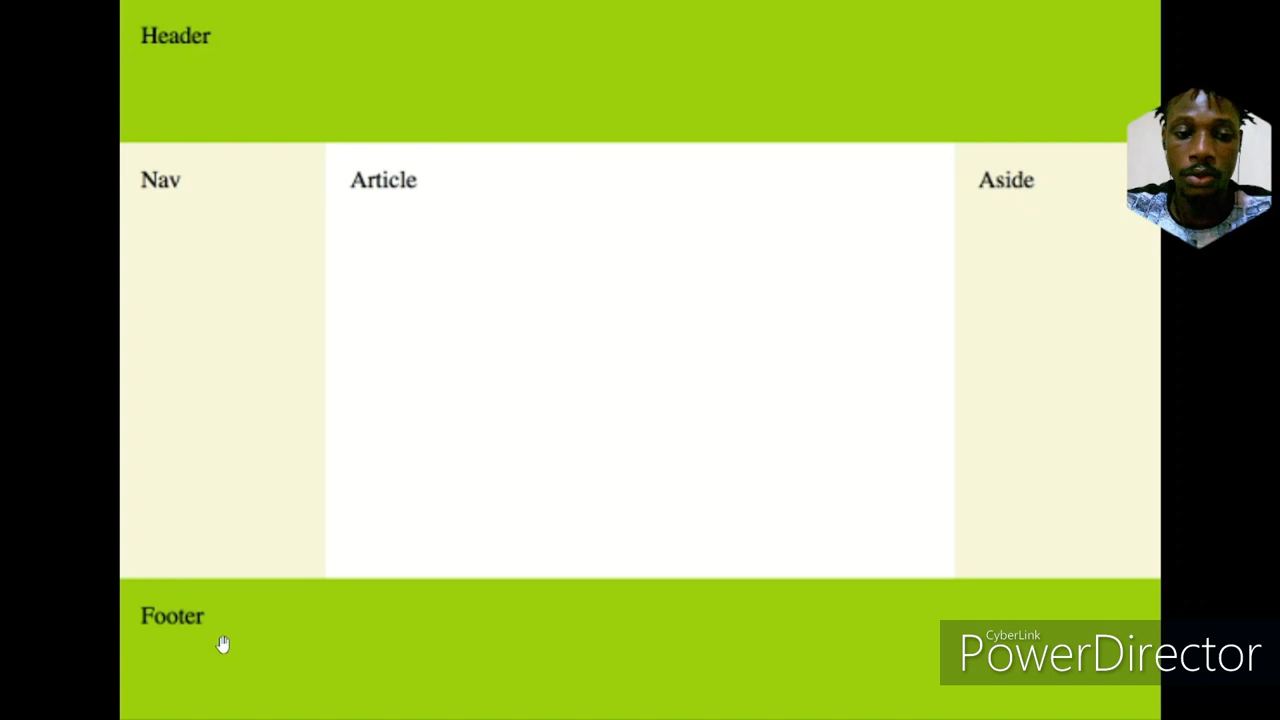 Header
Nav
Article
Aside
Footer
CyberLink
PowerDirector